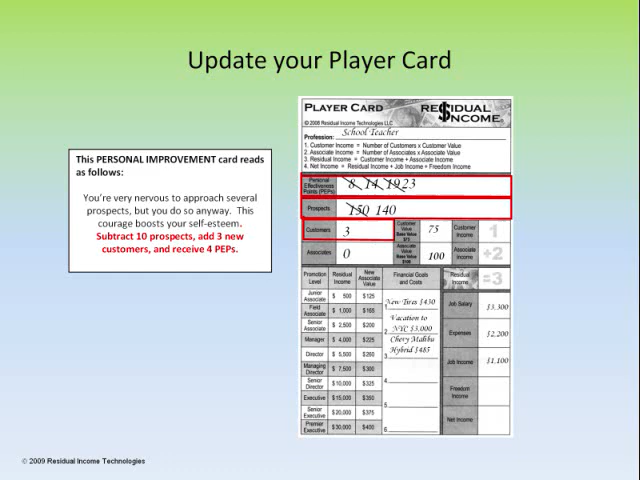 Update your Player Card
This PERSONAL IMPROVEMENT card reads
as follows:
You're very nervous to approach several
prospects, but you do so anyway. This
courage boosts your self-esteem.
Subtract 10 prospects, add 3 new
customers, and receive 4 PEPs.
PLAYER CARD
RE$IDUAL
INCOME
© 2008 Residual Income Technologies LLC
Profession: School Teacher
1. Customer Income = Number of Customers x Customer Value
2. Associate Income = Number of Associates x Associate Value
3. Residual Income = Customer Income + Associate Income
4. Net Income = Residual Income + Job Income + Freedom Income
Personal
Effectiveness
Points (PEPs)
8 14 19 23
Prospects
150 140
Customers 3
Customer
Value
Base Value
75
Customer
Income
1
Associates 0
Associate
Value
Base Value
$100
100
Associate
Income
+2
Promotion
Level
Residual
Income
New
Associate
Value
Financial Goals
and Costs
Residual
Income
=3
Junior
Associate $ 500 $125
Field
Associate $ 1,000 $165
Senior
Associate $ 2,500 $200
Manager $ 4,000 $225
Director $ 5,500 $260
Managing
Director $ 7,500 $300
Senior
Director $10,000 $325
Executive $15,000 $350
Senior
Executive $20,000 $375
Premier
Executive $30,000 $400
1. New Tires $430
Vacation to
2. NYC $3,000
Chevy Malibu
3. Hybrid $485
4.
5.
6.
Job Salary $3,300
Expenses $2,200
Job Income $1,100
Freedom
Income
Net Income
© 2009 Residual Income Technologies